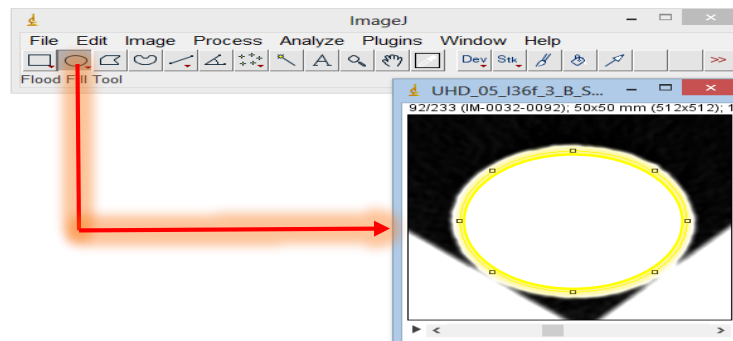 ImageJ
File Edit Image Process Analyze Plugins Window Help
A Dev Stk >>
Flood Fill Tool
UHD_05_I36f_3_B_S...
92/233 (IM-0032-0092); 50x50 mm (512x512); 1